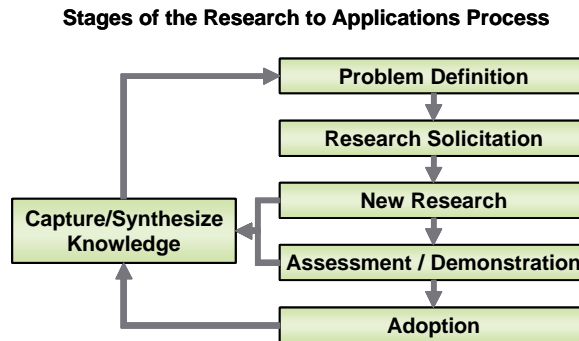 Stages of the Research to Applications Process
Problem Definition
Research Solicitation
New Research
Capture/Synthesize
Knowledge
Assessment / Demonstration
Adoption